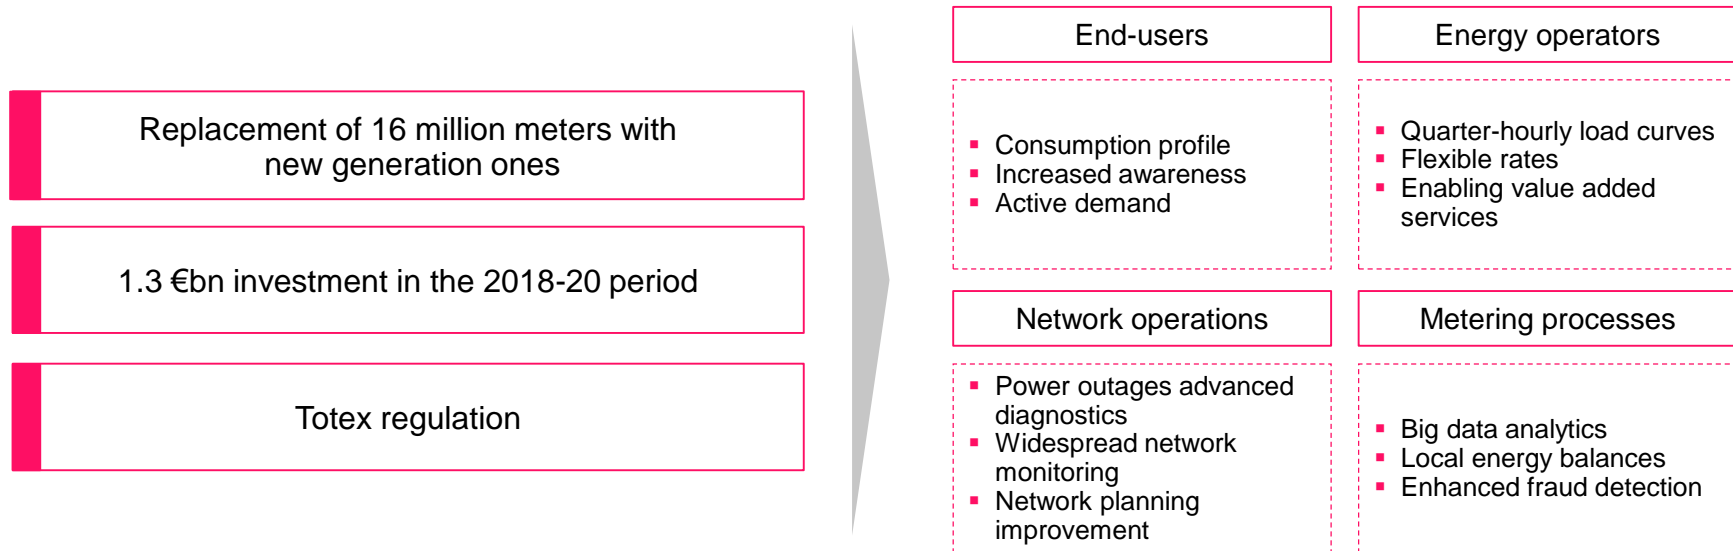 Replacement of 16 million meters with
new generation ones
1.3 €bn investment in the 2018-20 period
Totex regulation
End-users
Consumption profile
Increased awareness
Active demand
Energy operators
Quarter-hourly load curves
Flexible rates
Enabling value added
services
Network operations
Power outages advanced
diagnostics
Widespread network
monitoring
Network planning
improvement
Metering processes
Big data analytics
Local energy balances
Enhanced fraud detection